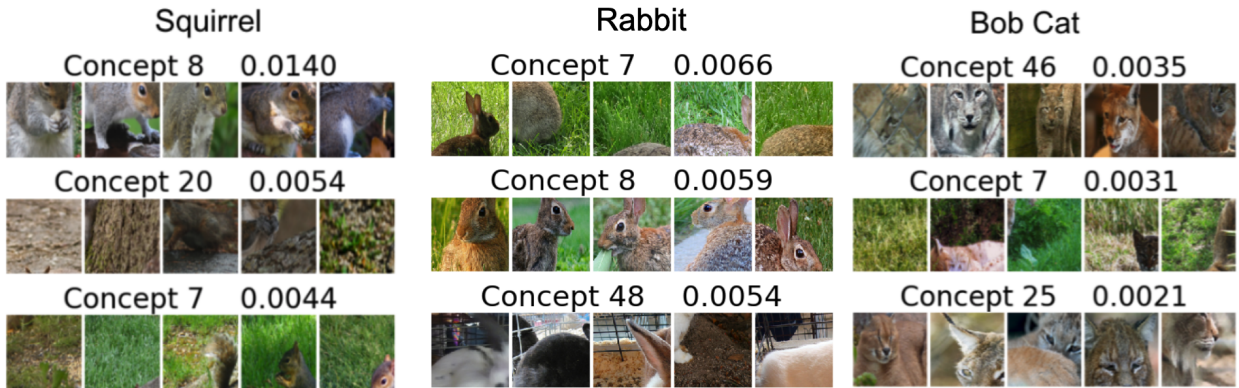 Squirrel
Concept 8 0.0140
Concept 20 0.0054
Concept 7 0.0044
Rabbit
Concept 7 0.0066
Concept 8 0.0059
Concept 48 0.0054
Bob Cat
Concept 46 0.0035
Concept 7 0.0031
Concept 25 0.0021